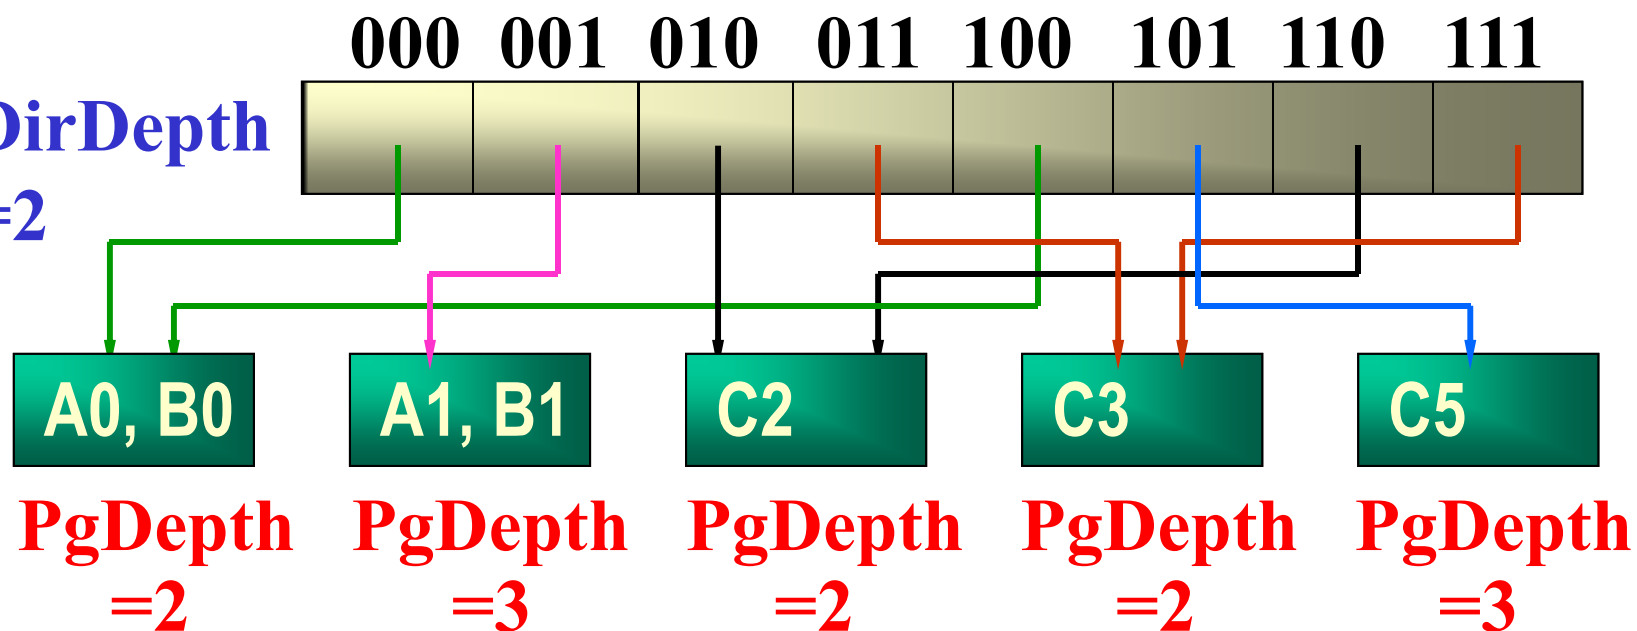 000 001 010 011 100 101 110 111
DirDepth
=2
A0, B0 A1, B1 C2 C3 C5
PgDepth PgDepth PgDepth PgDepth PgDepth
=2 =3 =2 =2 =3